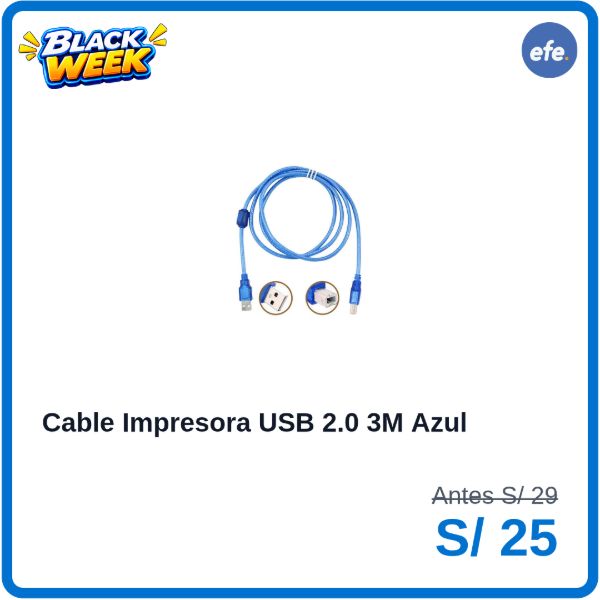 BLACK
WEEK
efe.
Cable Impresora USB 2.0 3M Azul
Antes S/ 29
S/ 25